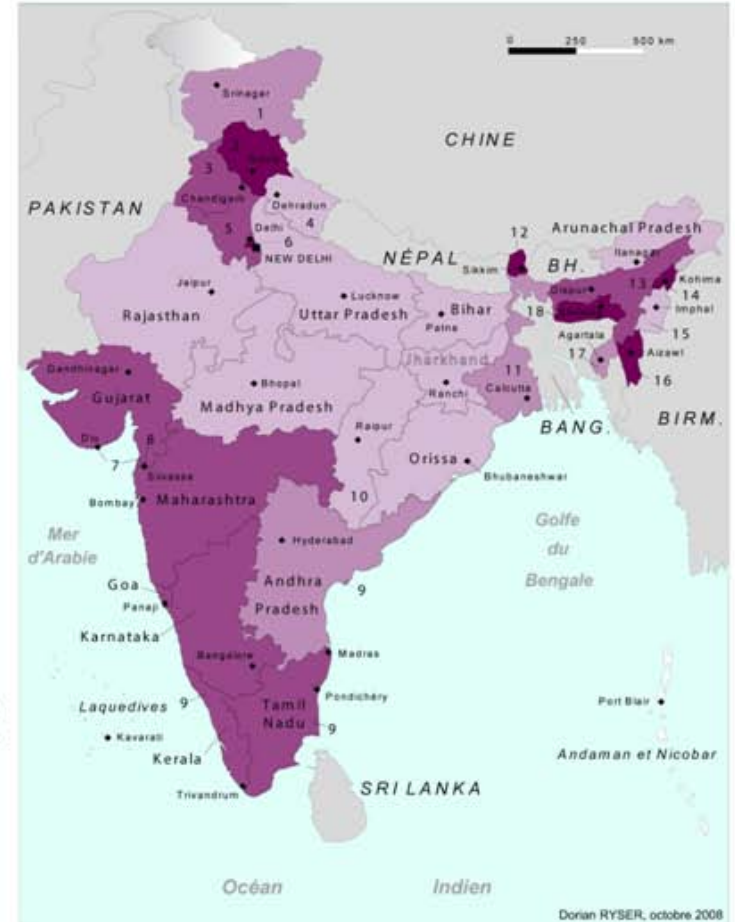 0 250 500 km
Srinagar
1
CHINE
2
3
Chandigarh
Dehradun
PAKISTAN
4
5
Delhi
6
NEW DELHI
NÉPAL
12
Sikkim
BH.
Arunachal Pradesh
Itanagar
Dispur
13
Kohima
14
Imphal
15
18
Agartala
17
Aizawl
16
Jaipur
Rajasthan
Lucknow
Uttar Pradesh
Bihar
Patna
Jharkhand
Ranchi
11
Calcutta
BANG.
BIRM.
Gandhinagar
Gujarat
Bhopal
Madhya Pradesh
Raipur
Orissa
Bhubaneshwar
Diu
8
7
Silvassa
10
Bombay
Maharashtra
Mer
d'Arabie
Golfe
du
Bengale
Hyderabad
Andhra
Pradesh
9
Goa
Panaji
Karnataka
Bangalore
Madras
Laquedives
9
Tamil
Nadu
Pondichéry
9
Kavarati
Kerala
Trivandrum
SRI LANKA
Port Blair
Andaman et Nicobar
Océan Indien
Dorian RYSER, octobre 2008